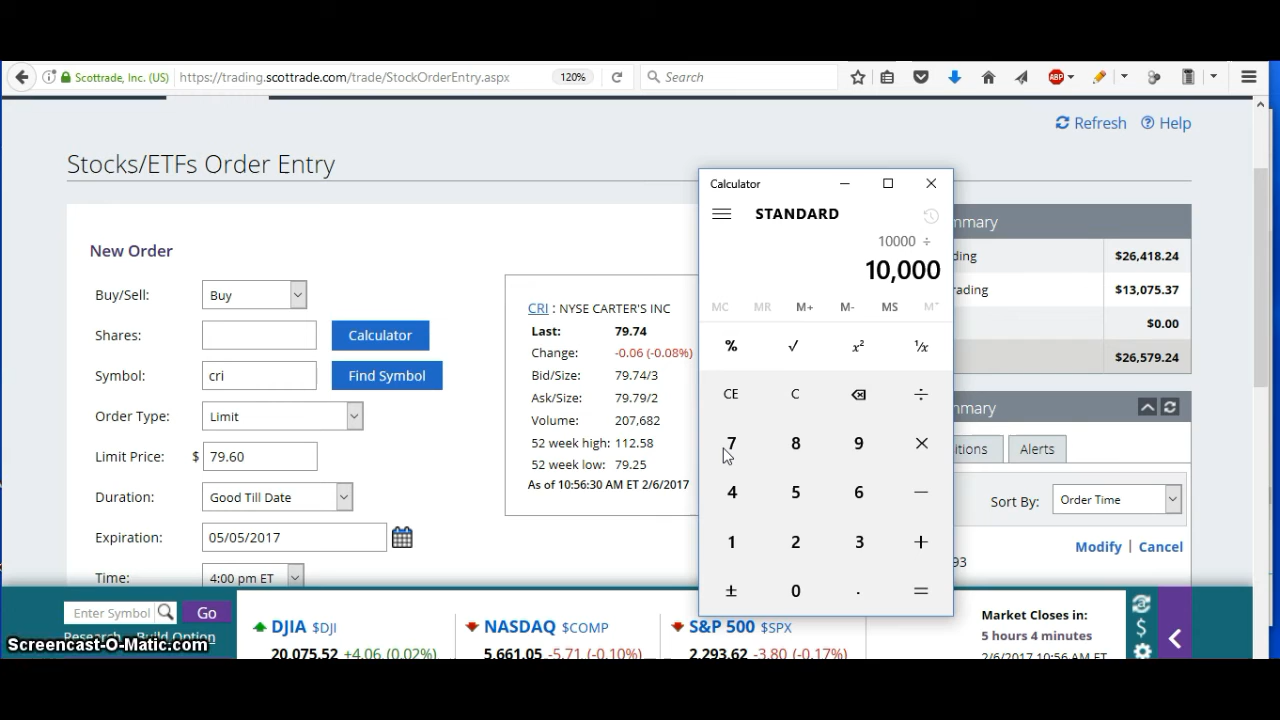 Scottrade, Inc. (US) https://trading.scottrade.com/trade/StockOrderEntry.aspx 120% Search ABP
Refresh Help
Stocks/ETFs Order Entry
New Order
Buy/Sell: Buy
Shares: Calculator
Symbol: cri Find Symbol
Order Type: Limit
Limit Price: $ 79.60
Duration: Good Till Date
Expiration: 05/05/2017
Time: 4:00 pm ET
CRI : NYSE CARTER'S INC
Last: 79.74
Change: -0.06 (-0.08%)
Bid/Size: 79.74/3
Ask/Size: 79.79/2
Volume: 207,682
52 week high: 112.58
52 week low: 79.25
As of 10:56:30 AM ET 2/6/2017
Calculator
STANDARD
10000 ÷
10,000
MC MR M+ M- MS M▾
% √ x² ¹/x
CE C ÷
7 8 9 ×
4 5 6 −
1 2 3 +
± 0 . =
mmary
ding $26,418.24
rading $13,075.37
$0.00
$26,579.24
mmary
itions Alerts
Sort By: Order Time
Modify | Cancel
93
Enter Symbol Go
Research Build Option
DJIA $DJI
20,075.52 +4.06 (0.02%)
NASDAQ $COMP
5,661.05 -5.71 (-0.10%)
S&P 500 $SPX
2,293.62 -3.80 (-0.17%)
Market Closes in:
5 hours 4 minutes
2/6/2017 10:56 AM ET
Screencast-O-Matic.com